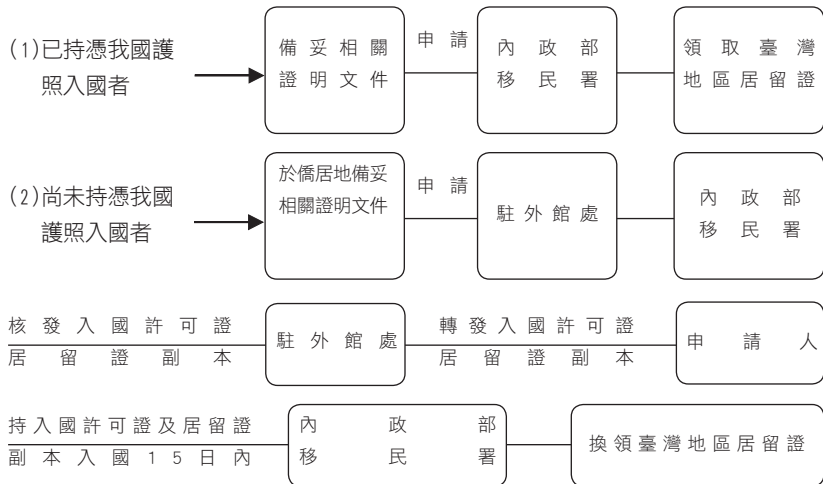 (1)已持憑我國護
照入國者
備妥相關
證明文件
申請
內政部
移民署
領取臺灣
地區居留證
(2)尚未持憑我國
護照入國者
於僑居地備妥
相關證明文件
申請
駐外館處
內政部
移民署
核發入國許可證
居留證副本
駐外館處
轉發入國許可證
居留證副本
申請人
持入國許可證及居留證
副本入國15日內
內政部
移民署
換領臺灣地區居留證